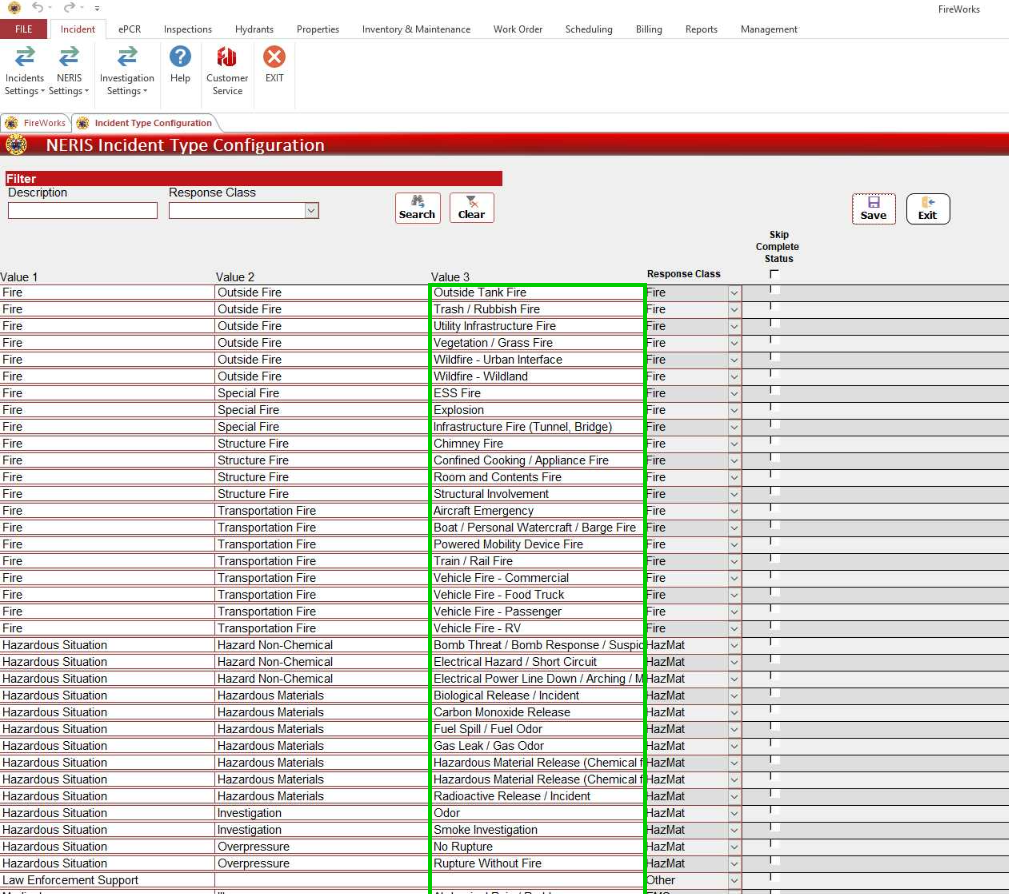 FireWorks
FILE Incident ePCR Inspections Hydrants Properties Inventory & Maintenance Work Order Scheduling Billing Reports Management
Incidents NERIS Investigation Help Customer EXIT
Settings Settings Settings Service
FireWorks Incident Type Configuration
NERIS Incident Type Configuration
Filter
Description Response Class
Search Clear Save Exit
Skip
Complete
Status
Value 1 Value 2 Value 3 Response Class
Fire Outside Fire Outside Tank Fire Fire
Fire Outside Fire Trash / Rubbish Fire Fire
Fire Outside Fire Utility Infrastructure Fire Fire
Fire Outside Fire Vegetation / Grass Fire Fire
Fire Outside Fire Wildfire - Urban Interface Fire
Fire Outside Fire Wildfire - Wildland Fire
Fire Special Fire ESS Fire Fire
Fire Special Fire Explosion Fire
Fire Special Fire Infrastructure Fire (Tunnel, Bridge) Fire
Fire Structure Fire Chimney Fire Fire
Fire Structure Fire Confined Cooking / Appliance Fire Fire
Fire Structure Fire Room and Contents Fire Fire
Fire Structure Fire Structural Involvement Fire
Fire Transportation Fire Aircraft Emergency Fire
Fire Transportation Fire Boat / Personal Watercraft / Barge Fire Fire
Fire Transportation Fire Powered Mobility Device Fire Fire
Fire Transportation Fire Train / Rail Fire Fire
Fire Transportation Fire Vehicle Fire - Commercial Fire
Fire Transportation Fire Vehicle Fire - Food Truck Fire
Fire Transportation Fire Vehicle Fire - Passenger Fire
Fire Transportation Fire Vehicle Fire - RV Fire
Hazardous Situation Hazard Non-Chemical Bomb Threat / Bomb Response / Suspic HazMat
Hazardous Situation Hazard Non-Chemical Electrical Hazard / Short Circuit HazMat
Hazardous Situation Hazard Non-Chemical Electrical Power Line Down / Arching / M HazMat
Hazardous Situation Hazardous Materials Biological Release / Incident HazMat
Hazardous Situation Hazardous Materials Carbon Monoxide Release HazMat
Hazardous Situation Hazardous Materials Fuel Spill / Fuel Odor HazMat
Hazardous Situation Hazardous Materials Gas Leak / Gas Odor HazMat
Hazardous Situation Hazardous Materials Hazardous Material Release (Chemical f HazMat
Hazardous Situation Hazardous Materials Hazardous Material Release (Chemical f HazMat
Hazardous Situation Hazardous Materials Radioactive Release / Incident HazMat
Hazardous Situation Investigation Odor HazMat
Hazardous Situation Investigation Smoke Investigation HazMat
Hazardous Situation Overpressure No Rupture HazMat
Hazardous Situation Overpressure Rupture Without Fire HazMat
Law Enforcement Support Other